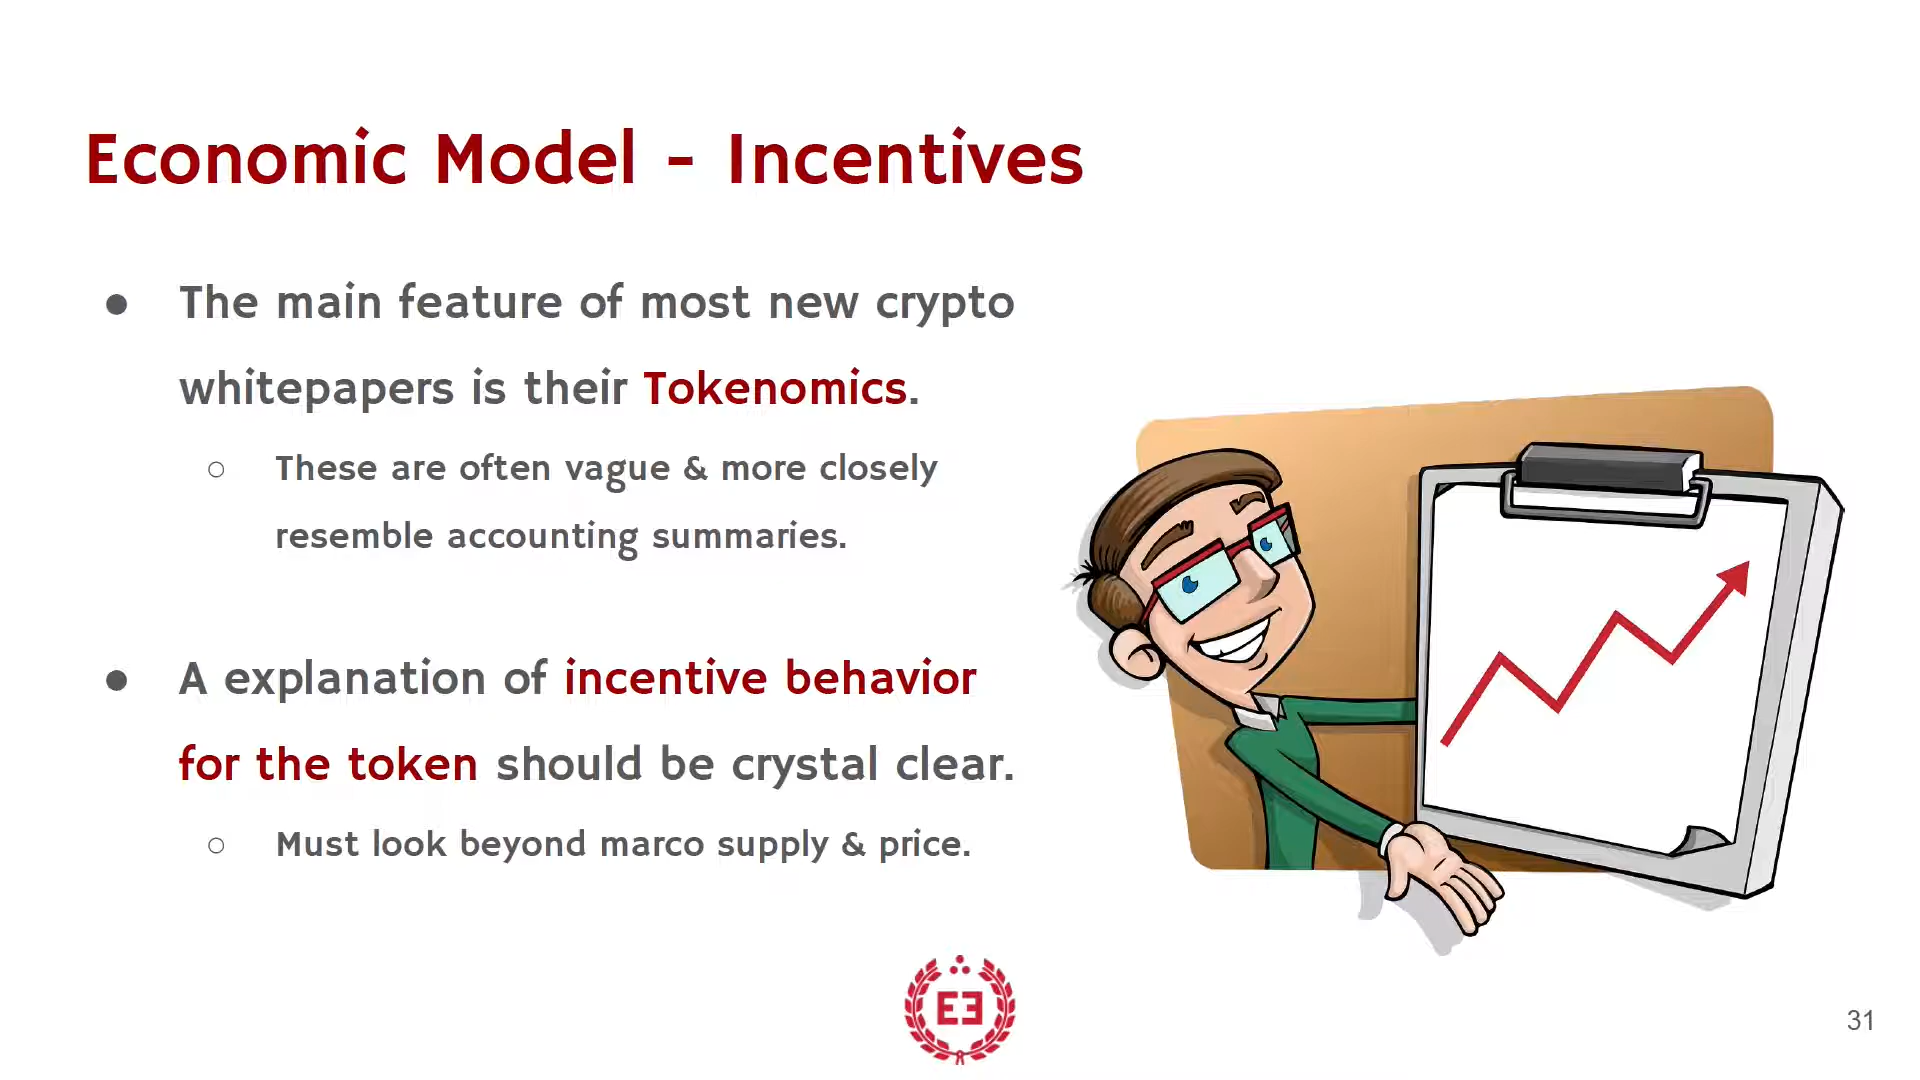 Economic Model - Incentives
● The main feature of most new crypto
whitepapers is their Tokenomics.
○ These are often vague & more closely
resemble accounting summaries.
● A explanation of incentive behavior
for the token should be crystal clear.
○ Must look beyond marco supply & price.
EƎ
31